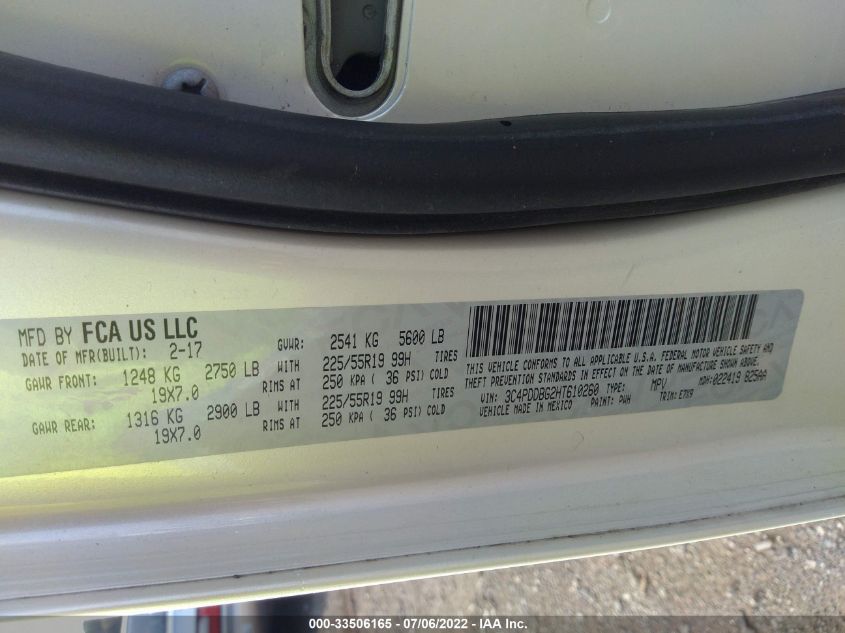 MFD BY FCA US LLC
DATE OF MFR(BUILT): 2-17
GVWR: 2541 KG 5600 LB
GAWR FRONT: 1248 KG 2750 LB WITH 225/55R19 99H TIRES
19X7.0 RIMS AT 250 KPA ( 36 PSI) COLD
GAWR REAR: 1316 KG 2900 LB WITH 225/55R19 99H TIRES
19X7.0 RIMS AT 250 KPA ( 36 PSI) COLD
THIS VEHICLE CONFORMS TO ALL APPLICABLE U.S.A. FEDERAL MOTOR VEHICLE SAFETY AND
THEFT PREVENTION STANDARDS IN EFFECT ON THE DATE OF MANUFACTURE SHOWN ABOVE.
VIN: 3C4PDDBG2HT610260 TYPE: MPV MDH:022419 825AA
VEHICLE MADE IN MEXICO PAINT: PWH TRIM: E7X9
000-33506165 - 07/06/2022 - IAA Inc.